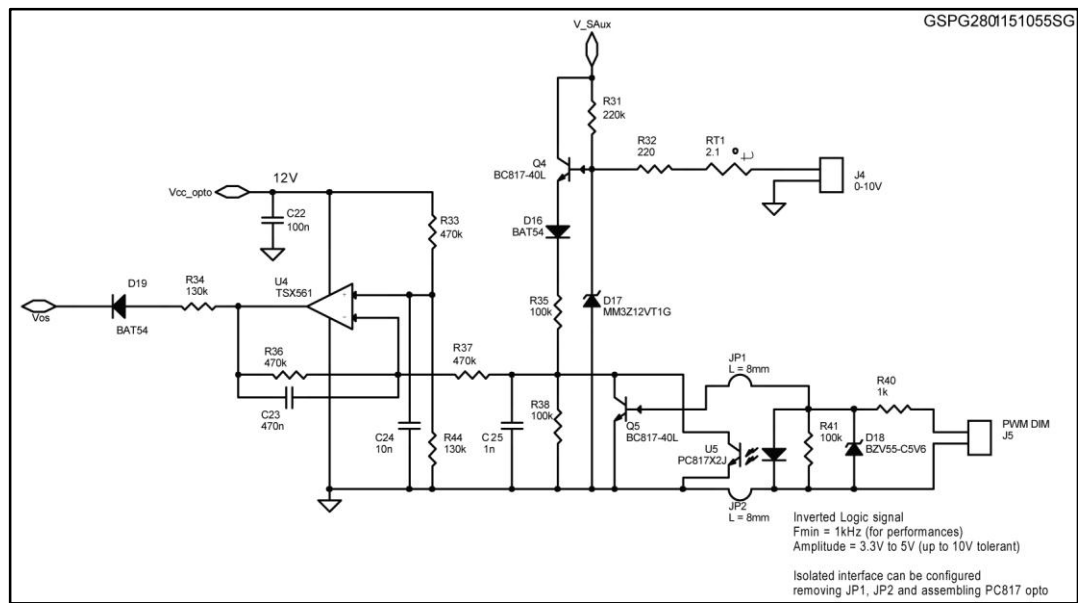 GSPG2801151055SG
V_SAux
R31
220k
R32
220
RT1
2.1
Q4
BC817-40L
J4
0-10V
12V
Vcc_opto
C22
100n
R33
470k
D16
BAT54
D19
BAT54
R34
130k
U4
TSX561
Vos
R35
100k
D17
MM3Z12VT1G
R36
470k
R37
470k
JP1
L = 8mm
R40
1k
C23
470n
R38
100k
Q5
BC817-40L
C24
10n
R44
130k
C25
1n
U5
PC817X2J
R41
100k
D18
BZV55-C5V6
PWM DIM
J5
JP2
L = 8mm
Inverted Logic signal
Fmin = 1kHz (for performances)
Amplitude = 3.3V to 5V (up to 10V tolerant)
Isolated interface can be configured
removing JP1, JP2 and assembling PC817 opto